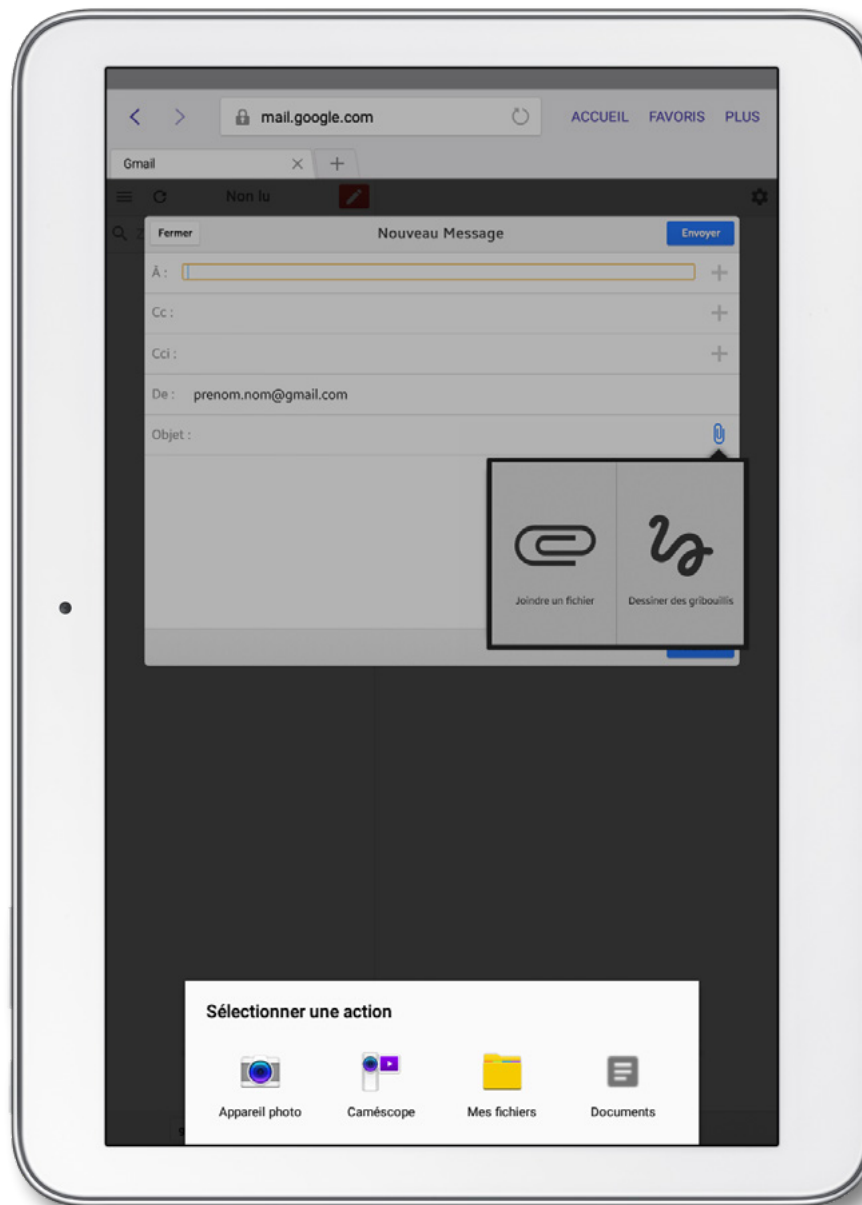 mail.google.com ACCUEIL FAVORIS PLUS
Gmail
Non lu
Fermer Nouveau Message Envoyer
À :
Cc :
Cci :
De : prenom.nom@gmail.com
Objet :
Joindre un fichier Dessiner des gribouillis
Sélectionner une action
Appareil photo Caméscope Mes fichiers Documents